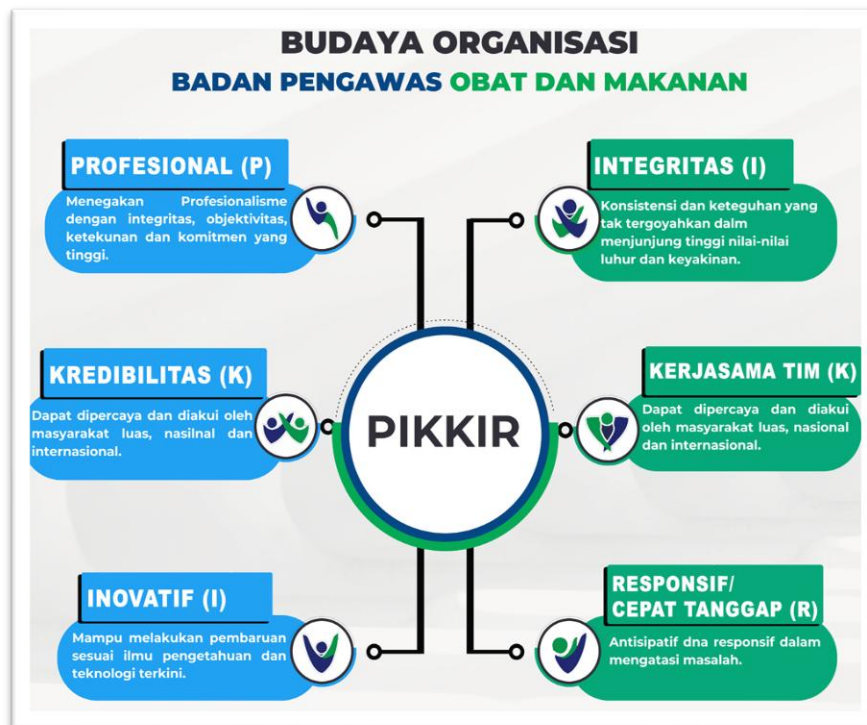 BUDAYA ORGANISASI
BADAN PENGAWAS OBAT DAN MAKANAN
PROFESIONAL (P)
Menegakan Profesionalisme
dengan integritas, objektivitas,
ketekunan dan komitmen yang
tinggi.
INTEGRITAS (I)
Konsistensi dan keteguhan yang
tak tergoyahkan dalm
menjunjung tinggi nilai-nilai
luhur dan keyakinan.
KREDIBILITAS (K)
Dapat dipercaya dan diakui oleh
masyarakat luas, nasilnal dan
internasional.
PIKKIR
KERJASAMA TIM (K)
Dapat dipercaya dan diakui
oleh masyarakat luas, nasional
dan internasional.
INOVATIF (I)
Mampu melakukan pembaruan
sesuai ilmu pengetahuan dan
teknologi terkini.
RESPONSIF/
CEPAT TANGGAP (R)
Antisipatif dna responsif dalam
mengatasi masalah.